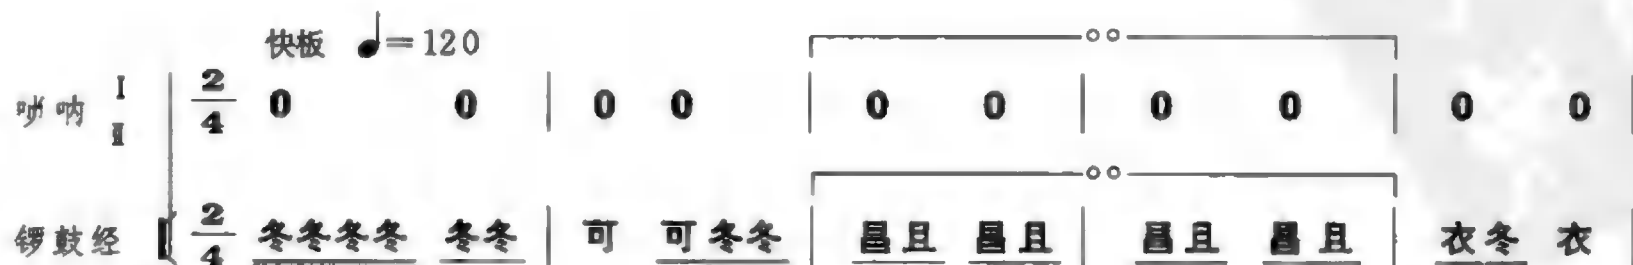 快板 ♩=120
唢呐 Ⅰ Ⅱ 2/4 0 0 | 0 0 | 0 0 | 0 0 | 0 0 |
锣鼓经 2/4 冬冬冬冬 冬冬 | 可 可冬冬 | 昌且 昌且 | 昌且 昌且 | 衣冬 衣